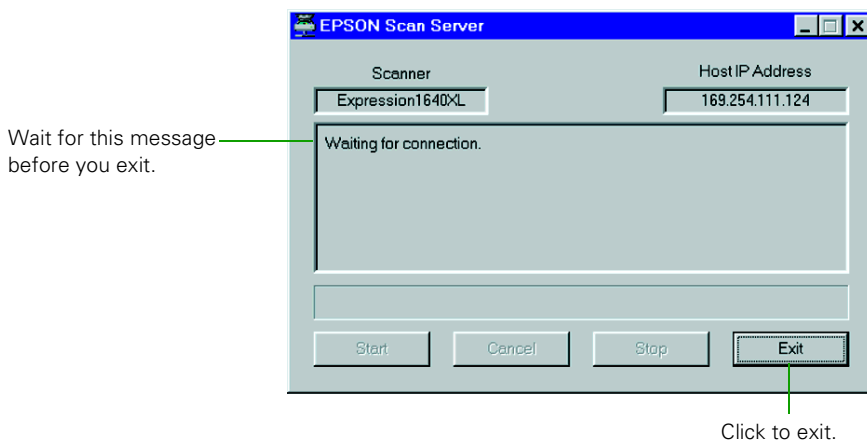 EPSON Scan Server
Scanner
Host IP Address
Expression1640XL
169.254.111.124
Wait for this message
before you exit.
Waiting for connection.
Start
Cancel
Stop
Exit
Click to exit.